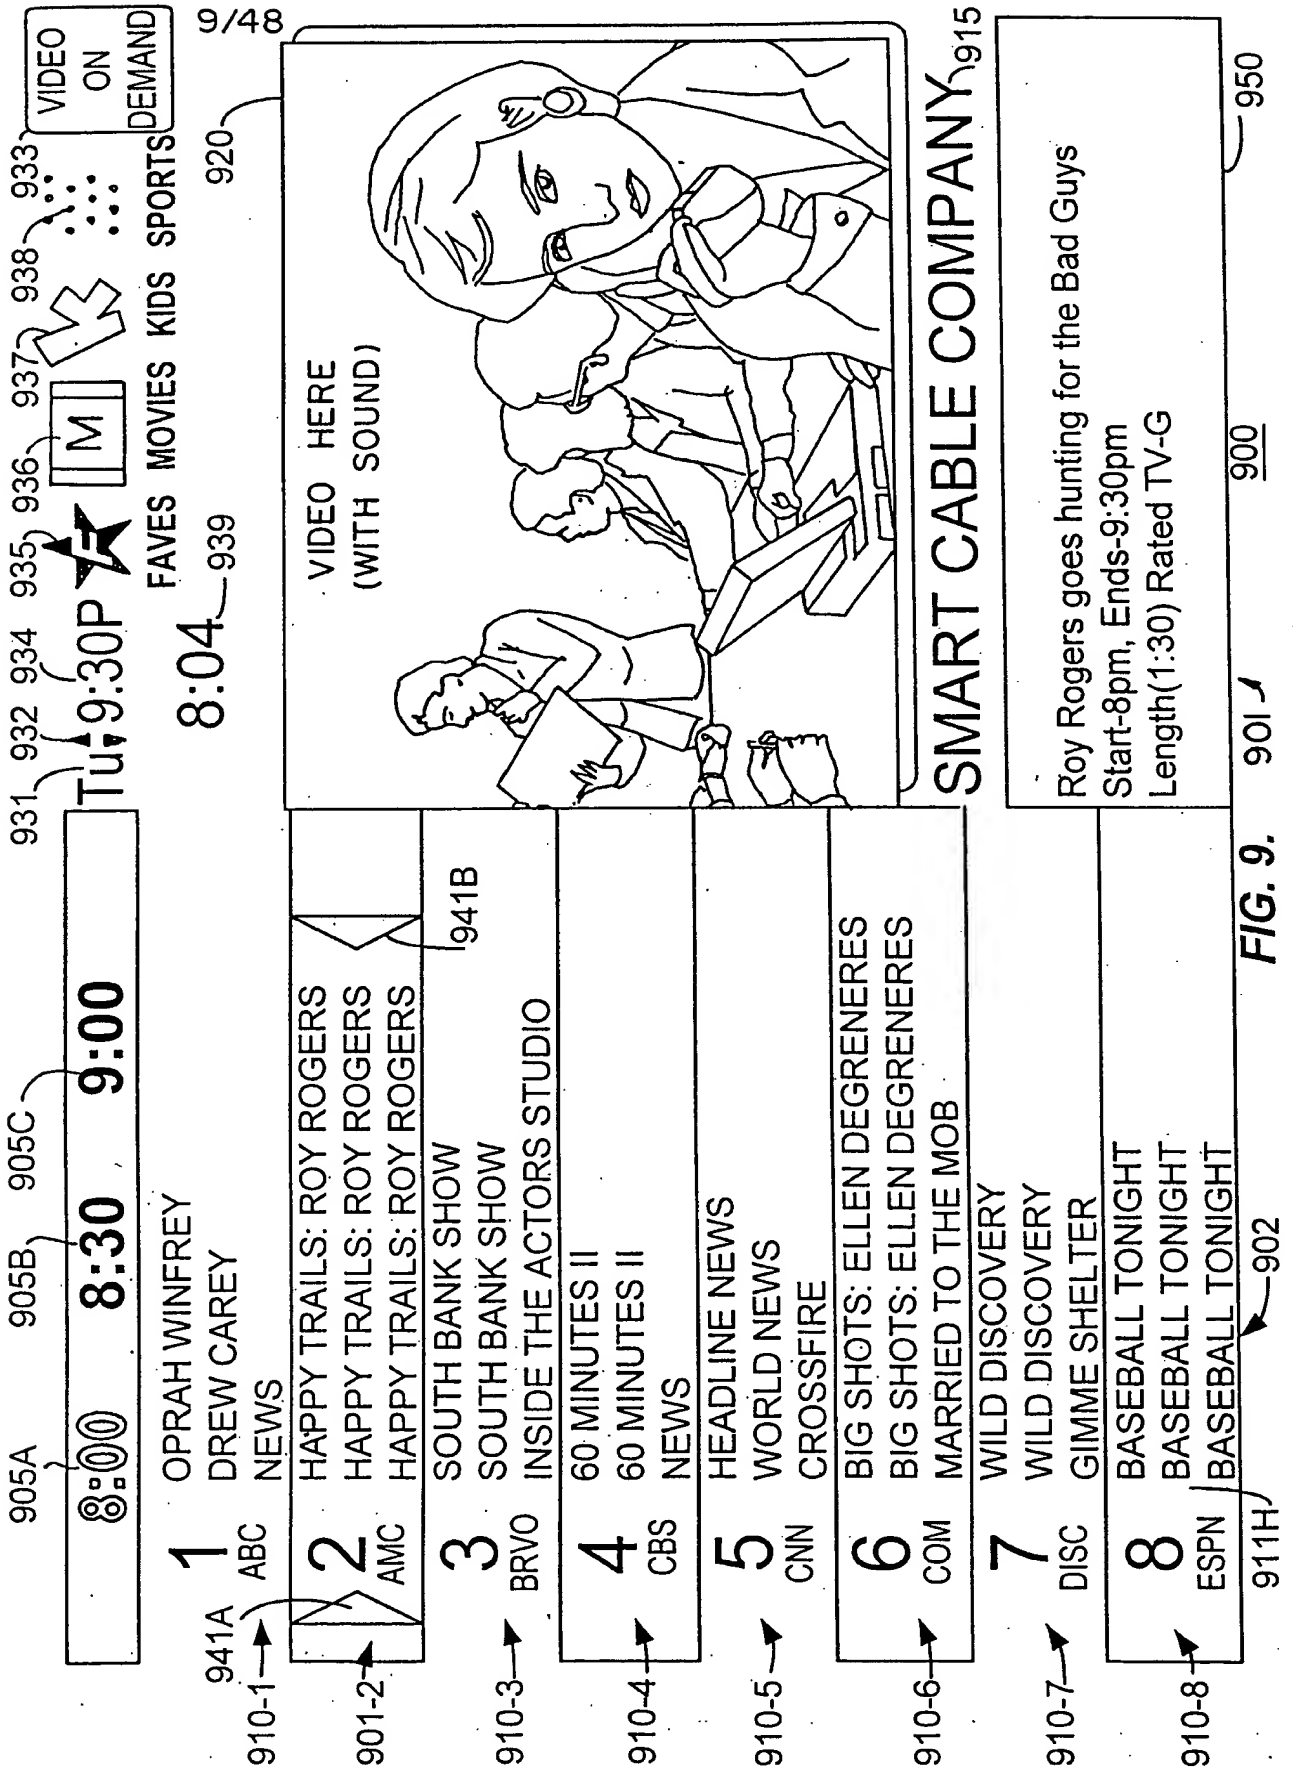 9/48
905A
905B
905C
931
932
934
935
936
937
938
933
8:00
8:30
9:00
Tu
9:30P
F
M
K
VIDEO
ON
DEMAND
FAVES MOVIES KIDS SPORTS
8:04
939
920
910-1
1
ABC
OPRAH WINFREY
DREW CAREY
NEWS
941A
901-2
2
AMC
HAPPY TRAILS: ROY ROGERS
HAPPY TRAILS: ROY ROGERS
HAPPY TRAILS: ROY ROGERS
941B
910-3
3
BRVO
SOUTH BANK SHOW
SOUTH BANK SHOW
INSIDE THE ACTORS STUDIO
910-4
4
CBS
60 MINUTES II
60 MINUTES II
NEWS
910-5
5
CNN
HEADLINE NEWS
WORLD NEWS
CROSSFIRE
910-6
6
COM
BIG SHOTS: ELLEN DEGRENERES
BIG SHOTS: ELLEN DEGRENERES
MARRIED TO THE MOB
910-7
7
DISC
WILD DISCOVERY
WILD DISCOVERY
GIMME SHELTER
910-8
8
ESPN
BASEBALL TONIGHT
BASEBALL TONIGHT
BASEBALL TONIGHT
911H
902
VIDEO HERE
(WITH SOUND)
SMART CABLE COMPANY
915
Roy Rogers goes hunting for the Bad Guys
Start-8pm, Ends-9:30pm
Length(1:30) Rated TV-G
950
901
900
FIG. 9.